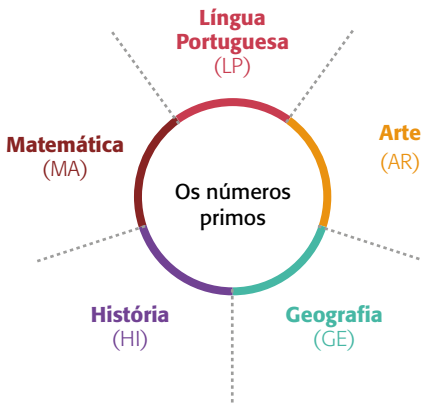 Língua
Portuguesa
(LP)
Arte
(AR)
Matemática
(MA)
Os números
primos
História
(HI)
Geografia
(GE)